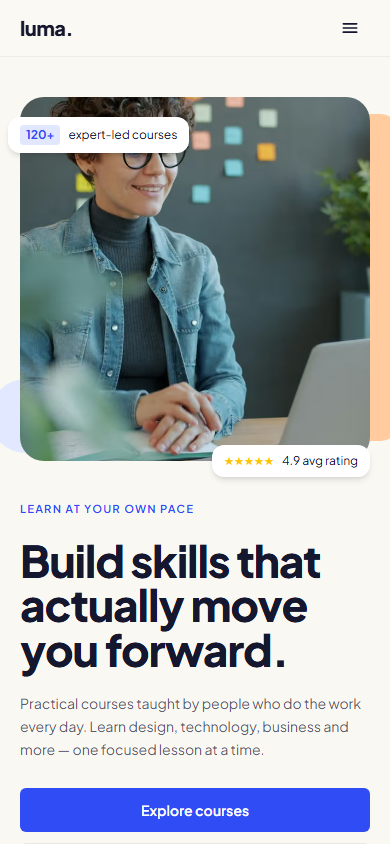 luma.
120+ expert-led courses
★★★★★ 4.9 avg rating
LEARN AT YOUR OWN PACE
Build skills that
actually move
you forward.
Practical courses taught by people who do the work
every day. Learn design, technology, business and
more — one focused lesson at a time.
Explore courses